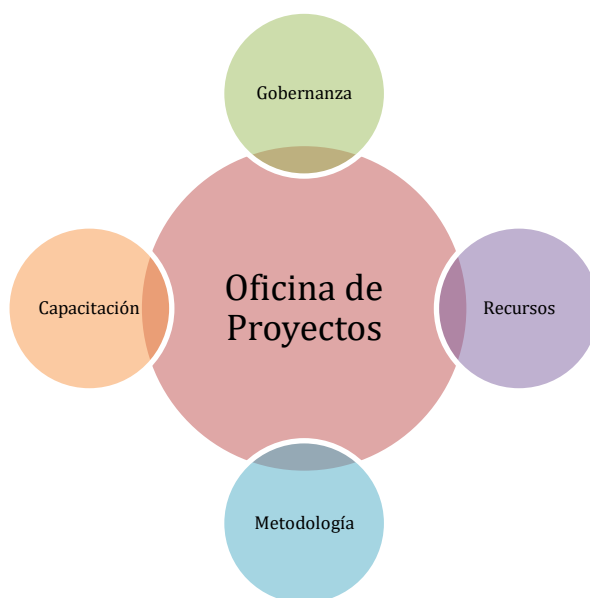 Gobernanza
Capacitación
Oficina de
Proyectos
Recursos
Metodología